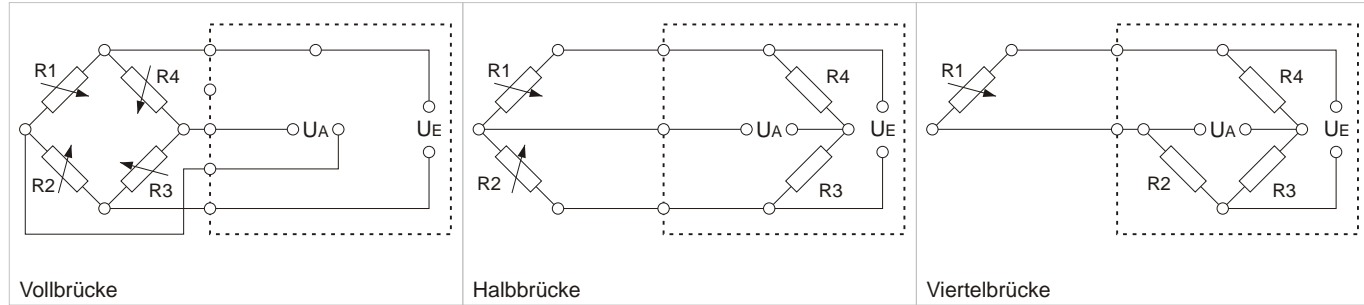 R1
R4
UA
UE
R2
R3
Vollbrücke
R1
R4
UA
UE
R2
R3
Halbbrücke
R1
R4
UA
UE
R2
R3
Viertelbrücke